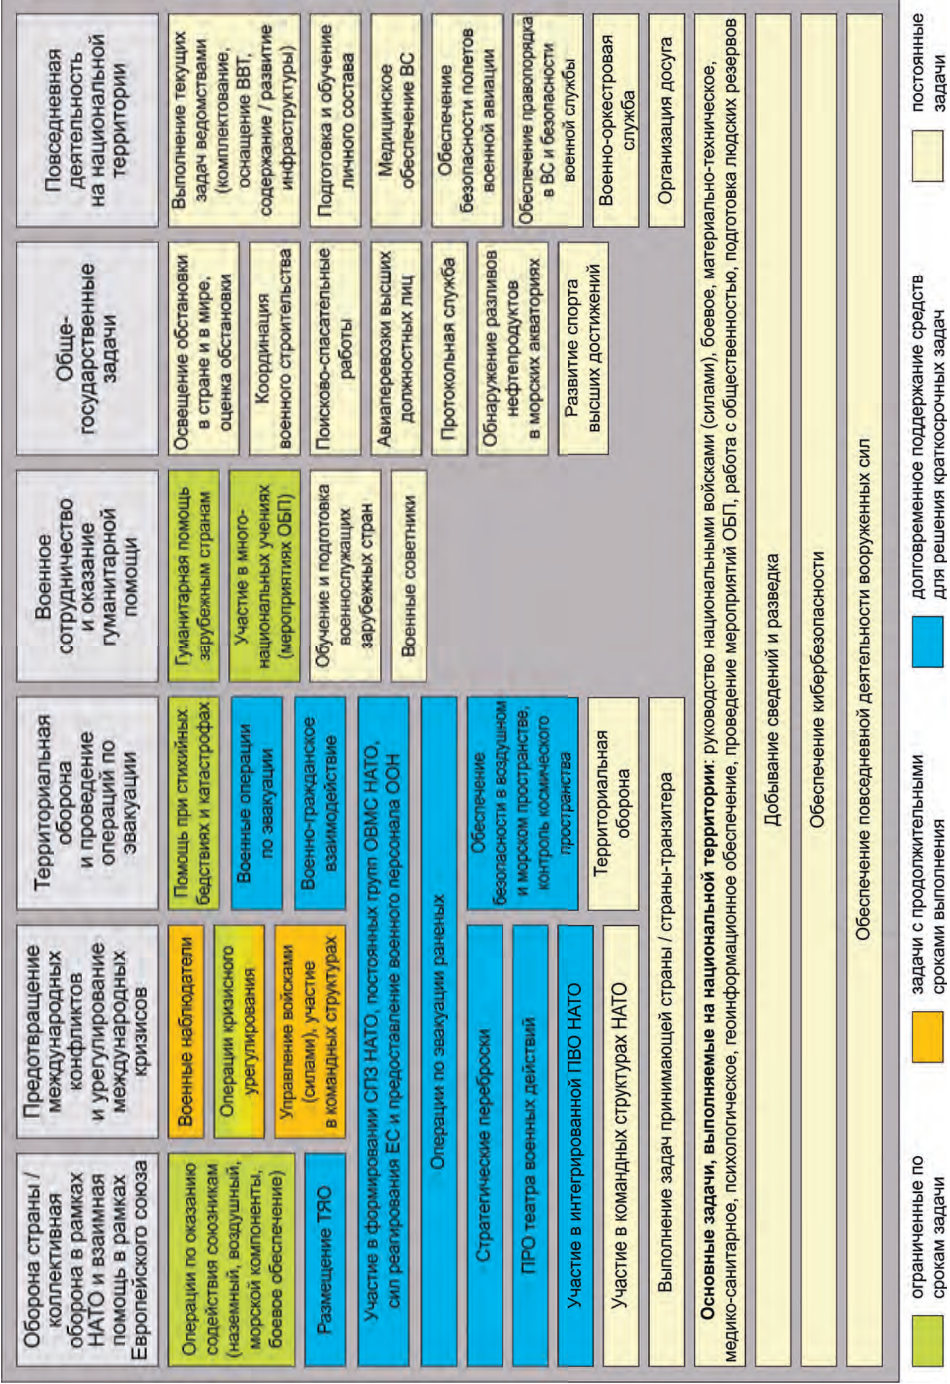 Оборона страны /
коллективная
оборона в рамках
НАТО и взаимная
помощь в рамках
Европейского союза
Предотвращение
международных
конфликтов
и урегулирование
международных
кризисов
Территориальная
оборона
и проведение
операций по
эвакуации
Военное
сотрудничество
и оказание
гуманитарной
помощи
Обще-
государственные
задачи
Повседневная
деятельность
на национальной
территории
Операции по оказанию
содействия союзникам
(наземный, воздушный,
морской компоненты,
боевое обеспечение)
Размещение ТЯО
Военные наблюдатели
Операции кризисного
урегулирования
Управление войсками
(силами), участие
в командных структурах
Помощь при стихийных
бедствиях и катастрофах
Военные операции
по эвакуации
Военно-гражданское
взаимодействие
Участие в формировании СПЗ НАТО, постоянных групп ОВМС НАТО,
сил реагирования ЕС и предоставление военного персонала ООН
Операции по эвакуации раненых
Стратегические переброски
ПРО театра военных действий
Обеспечение
безопасности в воздушном
и морском пространстве,
контроль космического
пространства
Участие в интегрированной ПВО НАТО
Участие в командных структурах НАТО
Территориальная
оборона
Выполнение задач принимающей страны / страны-транзитера
Гуманитарная помощь
зарубежным странам
Участие в много-
национальных учениях
(мероприятиях ОБП)
Обучение и подготовка
военнослужащих
зарубежных стран
Военные советники
Освещение обстановки
в стране и в мире,
оценка обстановки
Координация
военного строительства
Поисково-спасательные
работы
Авиаперевозки высших
должностных лиц
Протокольная служба
Обнаружение разливов
нефтепродуктов
в морских акваториях
Развитие спорта
высших достижений
Выполнение текущих
задач ведомствами
(комплектование,
оснащение ВВТ,
содержание / развитие
инфраструктуры)
Подготовка и обучение
личного состава
Медицинское
обеспечение ВС
Обеспечение
безопасности полетов
военной авиации
Обеспечение правопорядка
в ВС и безопасности
военной службы
Военно-оркестровая
служба
Организация досуга
Основные задачи, выполняемые на национальной территории: руководство национальными войсками (силами), боевое, материально-техническое,
медико-санитарное, психологическое, геоинформационное обеспечение, проведение мероприятий ОБП, работа с общественностью, подготовка людских резервов
Добывание сведений и разведка
Обеспечение кибербезопасности
Обеспечение повседневной деятельности вооруженных сил
ограниченные по
срокам задачи
задачи с продолжительными
сроками выполнения
долговременное поддержание средств
для решения краткосрочных задач
постоянные
задачи